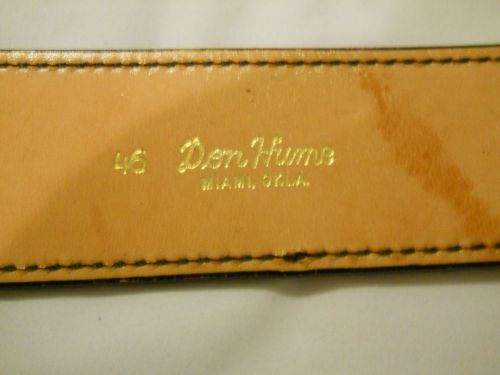 46 Don Hume
MIAMI, OKLA.